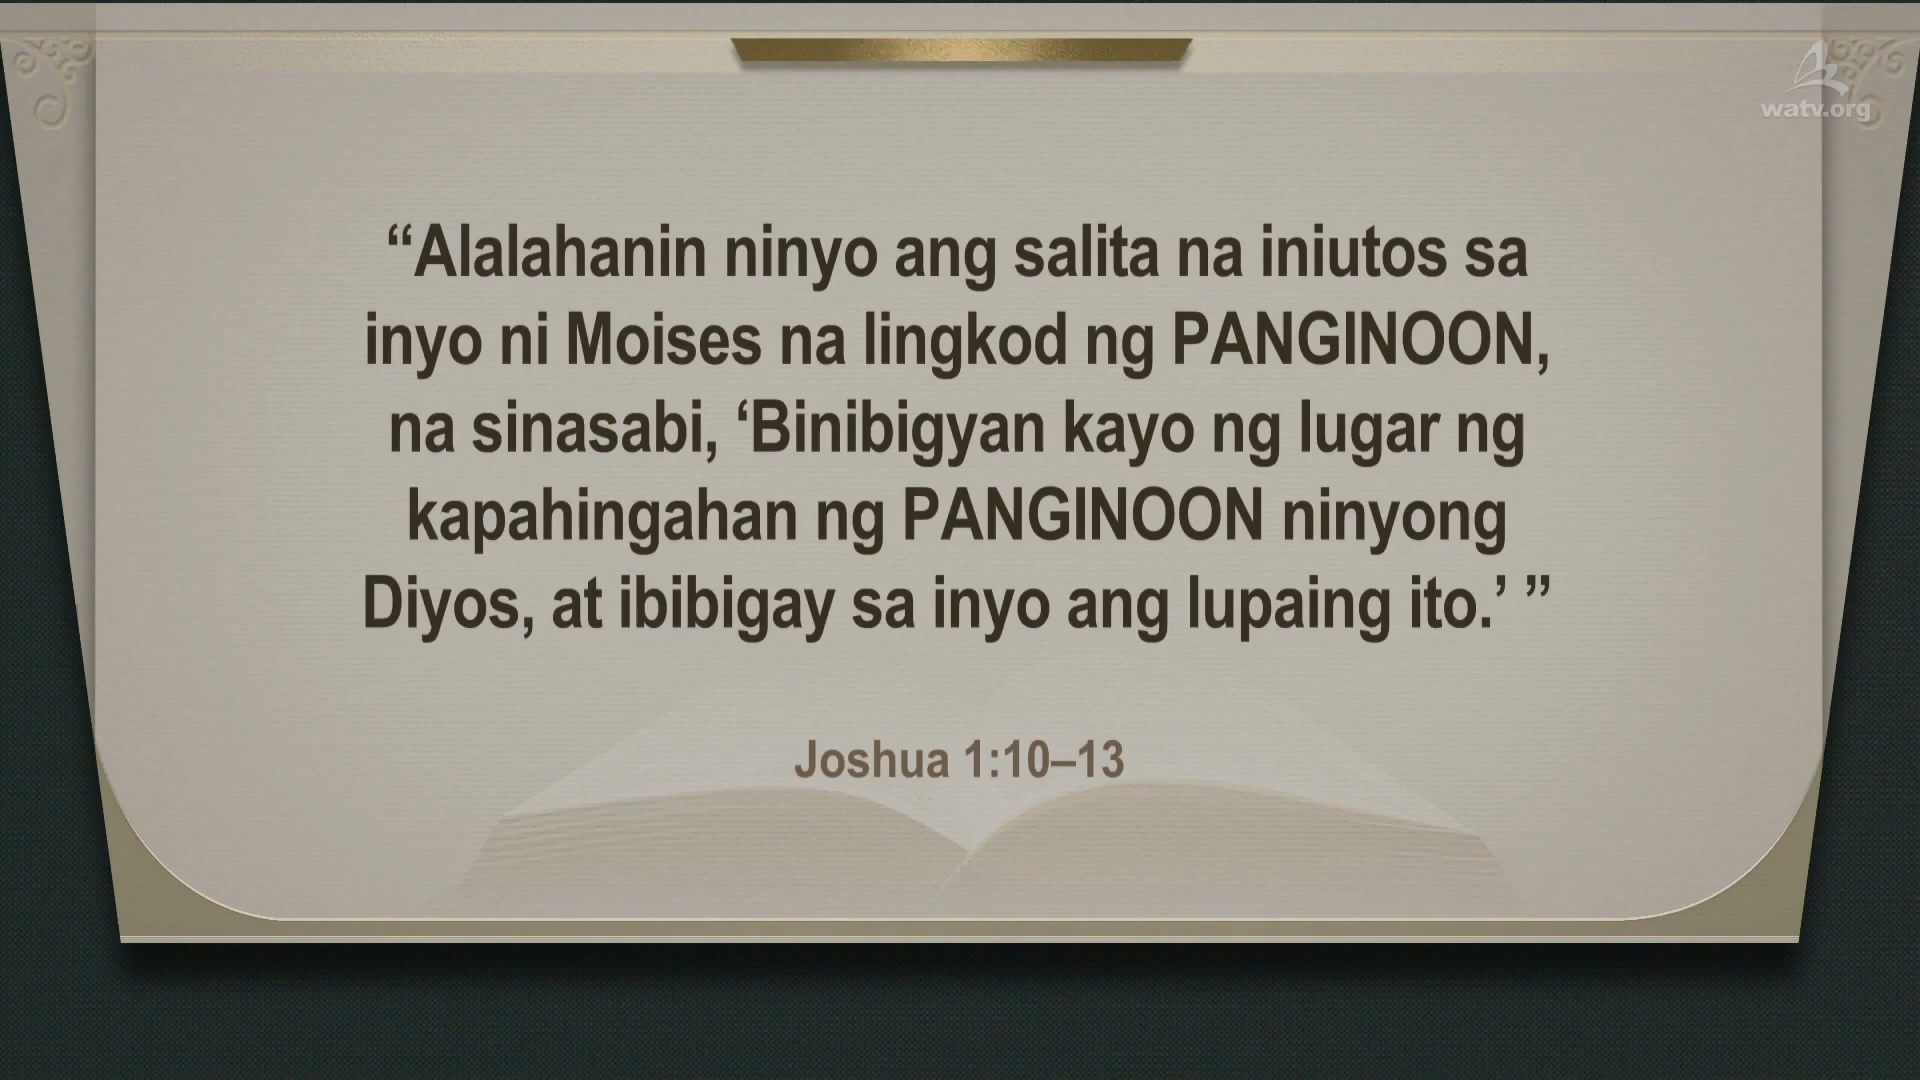 watv.org
“Alalahanin ninyo ang salita na iniutos sa
inyo ni Moises na lingkod ng PANGINOON,
na sinasabi, ‘Binibigyan kayo ng lugar ng
kapahingahan ng PANGINOON ninyong
Diyos, at ibibigay sa inyo ang lupaing ito.’ ”
Joshua 1:10–13